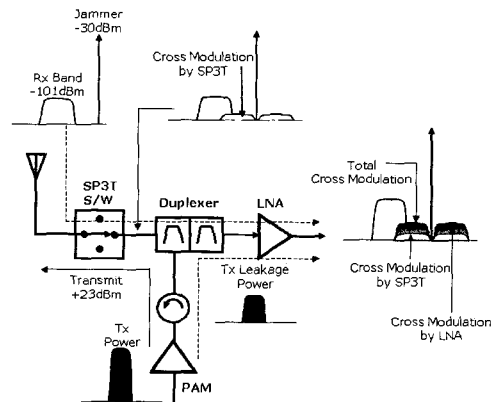 Jammer
-30dBm
Rx Band
-101dBm
Cross Modulation
by SP3T
SP3T
S/W
Duplexer
LNA
Total
Cross Modulation
Transmit
+23dBm
Tx Leakage
Power
Cross Modulation
by SP3T
Tx
Power
Cross Modulation
by LNA
PAM